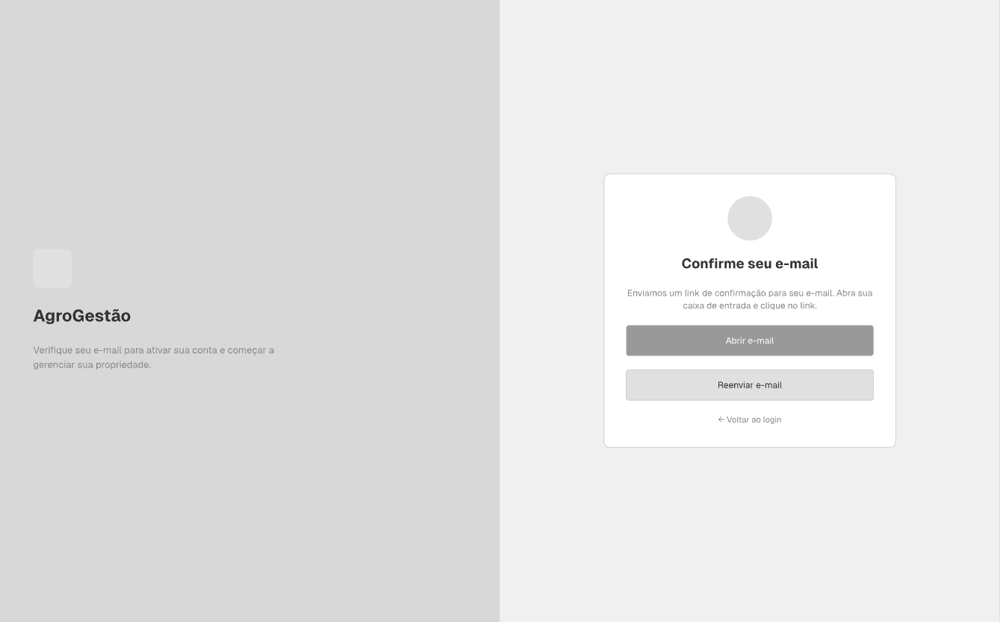 AgroGestão
Verifique seu e-mail para ativar sua conta e começar a
gerenciar sua propriedade.
Confirme seu e-mail
Enviamos um link de confirmação para seu e-mail. Abra sua
caixa de entrada e clique no link.
Abrir e-mail
Reenviar e-mail
← Voltar ao login